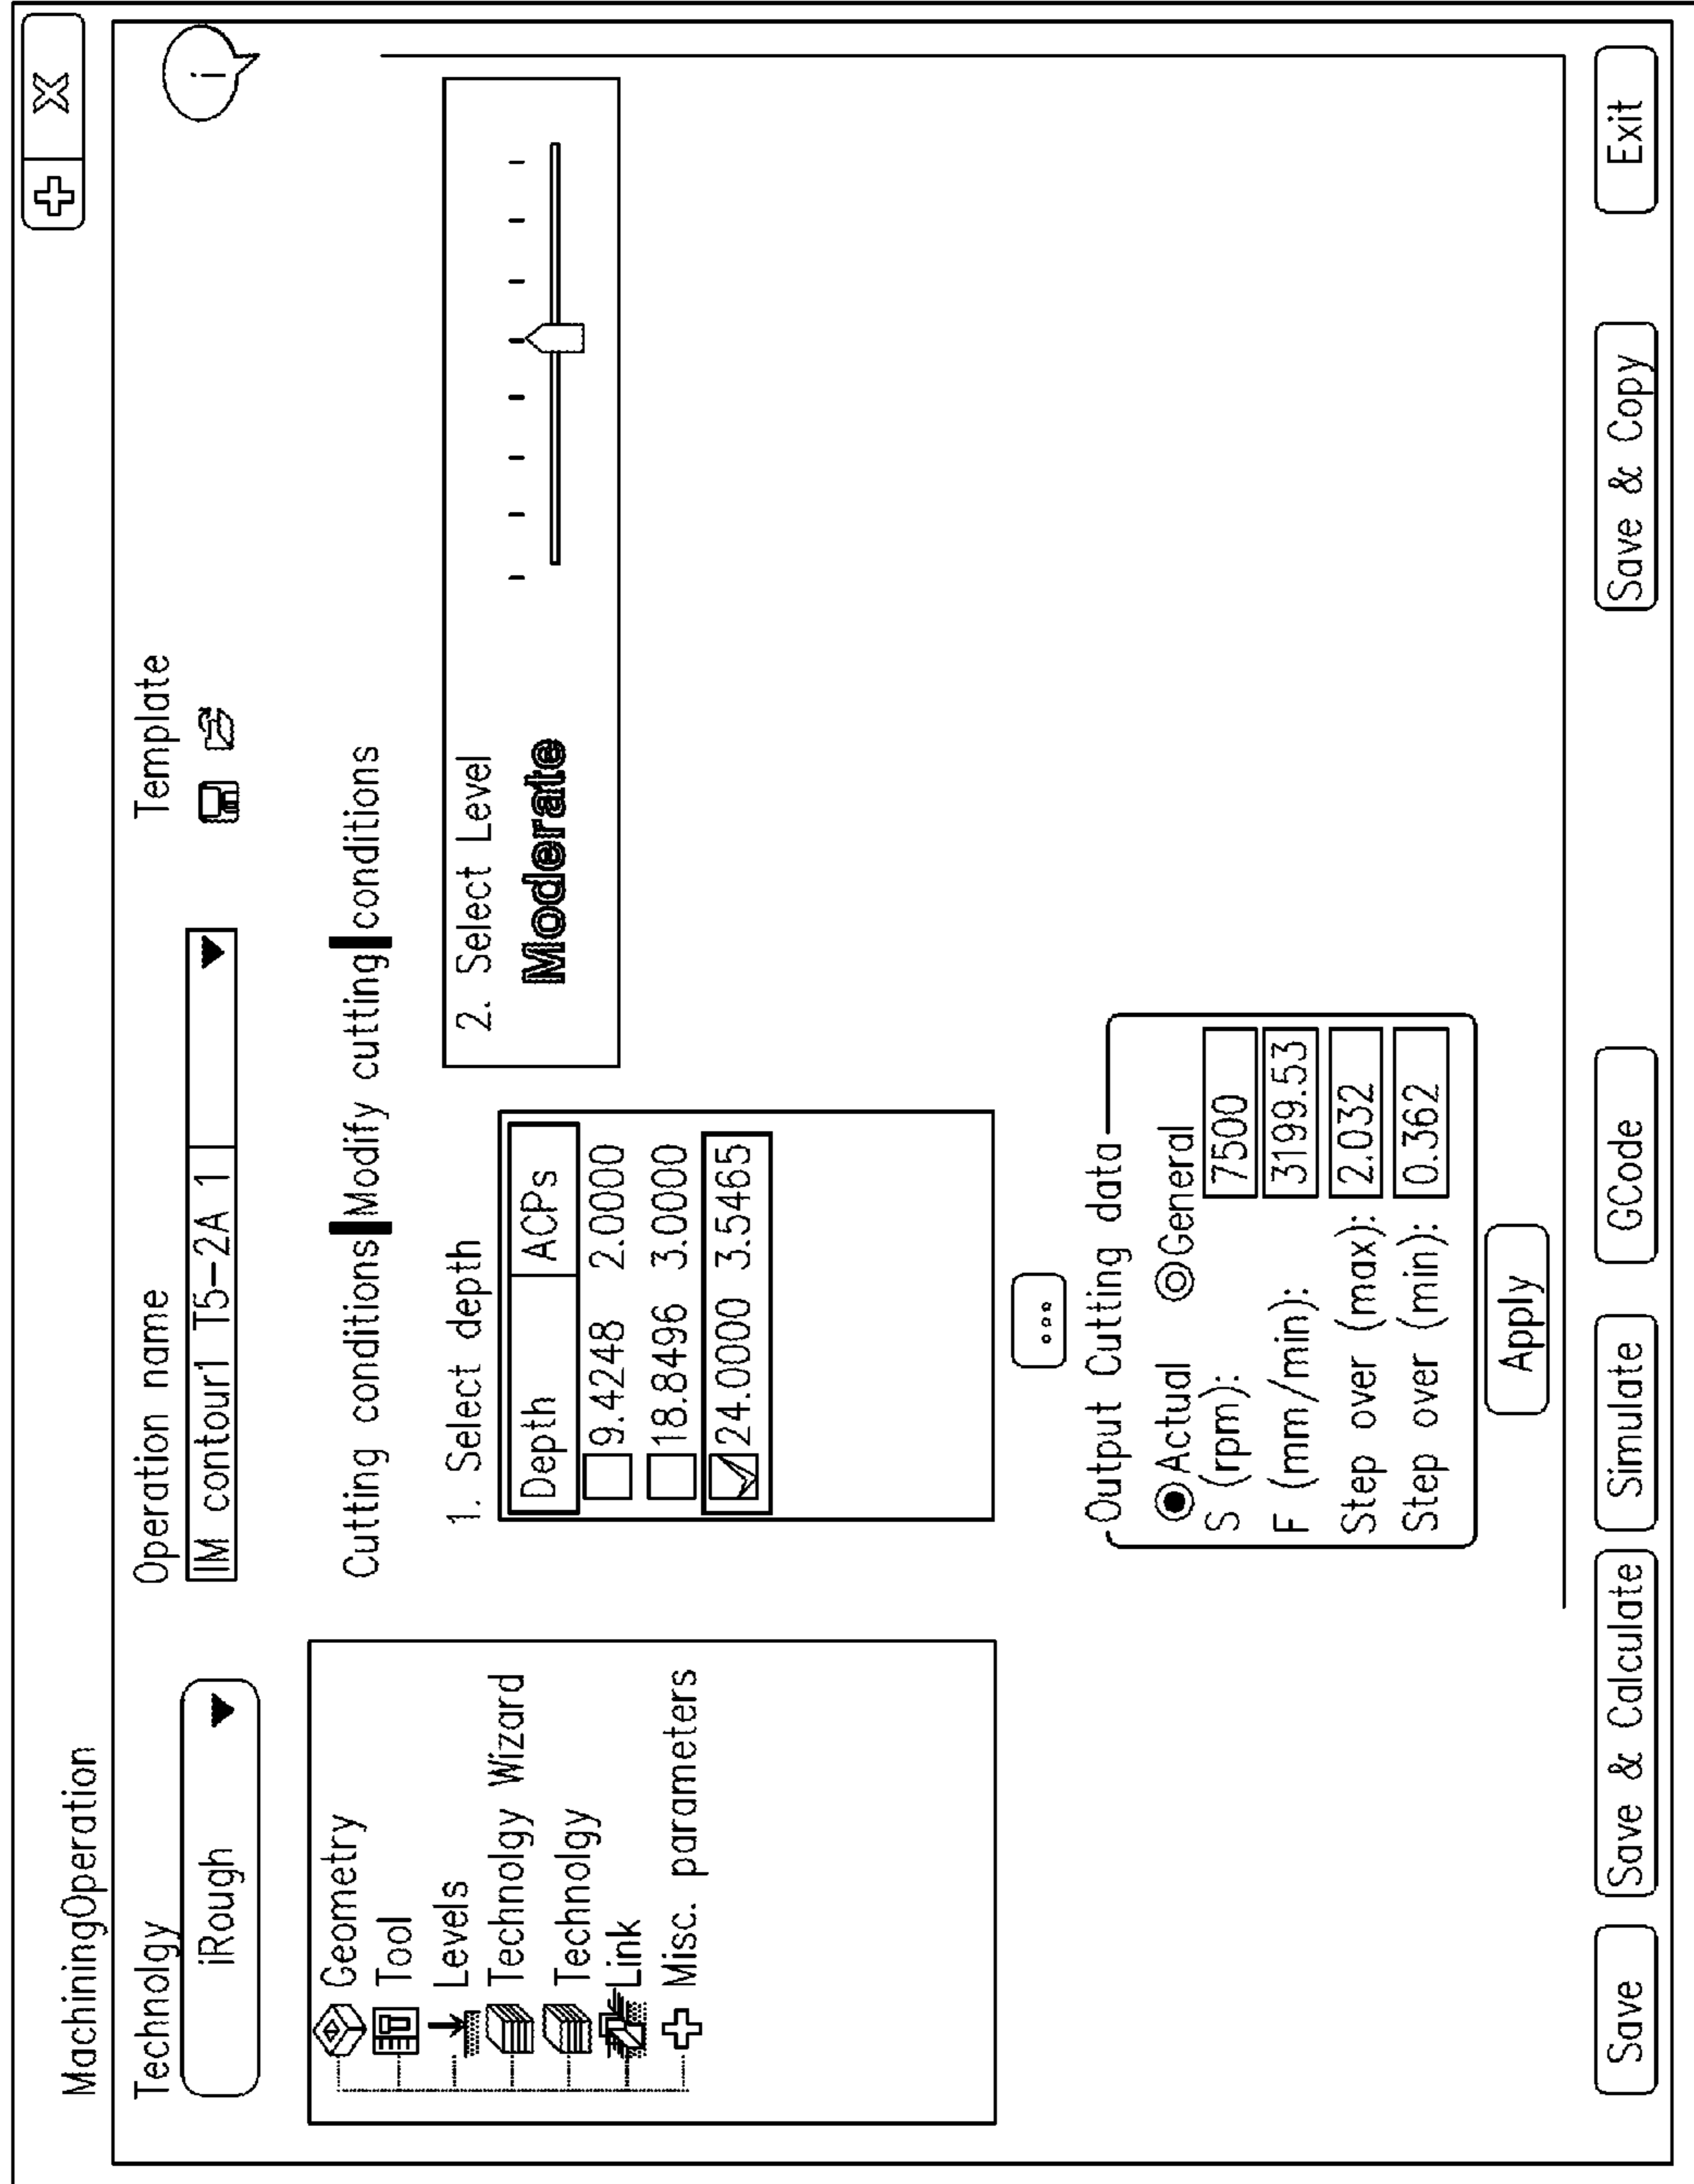 MachiningOperation
X
Technolgy
iRough
Operation name
IM contour1 T5-2A 1
Template
i
Geometry
Tool
Levels
Technolgy Wizard
Technolgy
Link
Misc. parameters
Cutting conditions Modify cutting conditions
1. Select depth
Depth ACPs
9.4248 2.0000
18.8496 3.0000
24.0000 3.5465
...
2. Select Level
Moderate
Output Cutting data
Actual General
S (rpm): 7500
F (mm/min): 3199.53
Step over (max): 2.032
Step over (min): 0.362
Apply
Save Save & Calculate Simulate GCode Save & Copy Exit